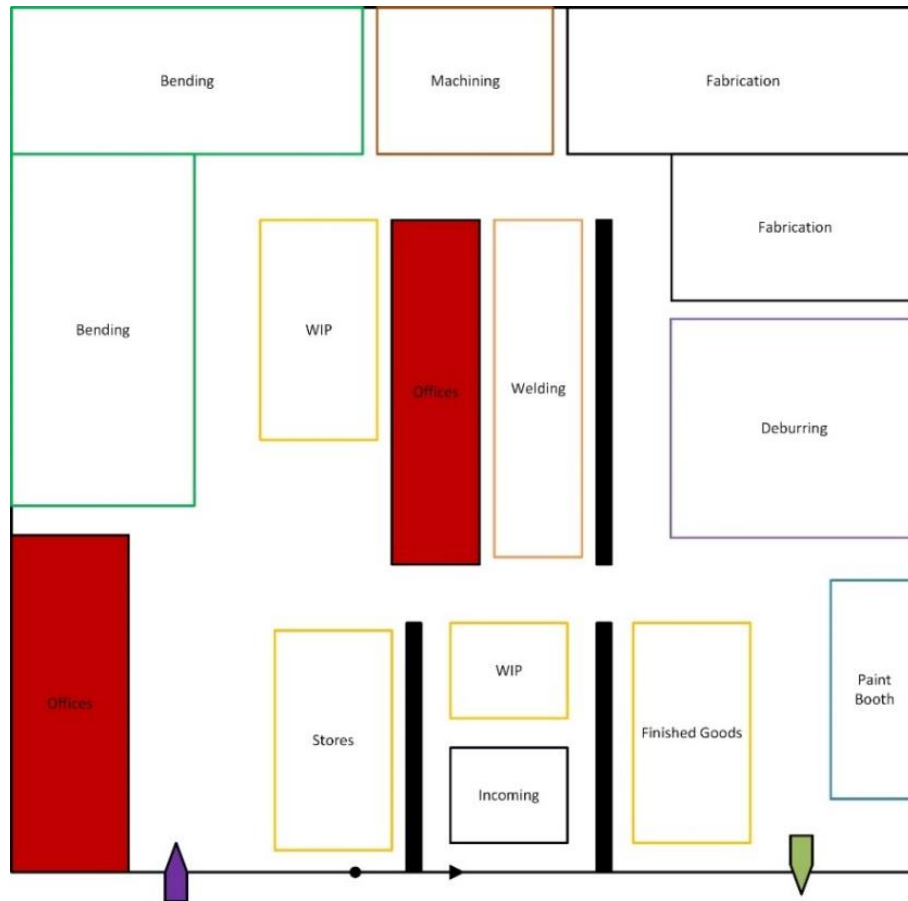 Bending
Machining
Fabrication
Fabrication
Bending
WIP
Offices
Welding
Deburring
WIP
Paint
Booth
Offices
Stores
Finished Goods
Incoming